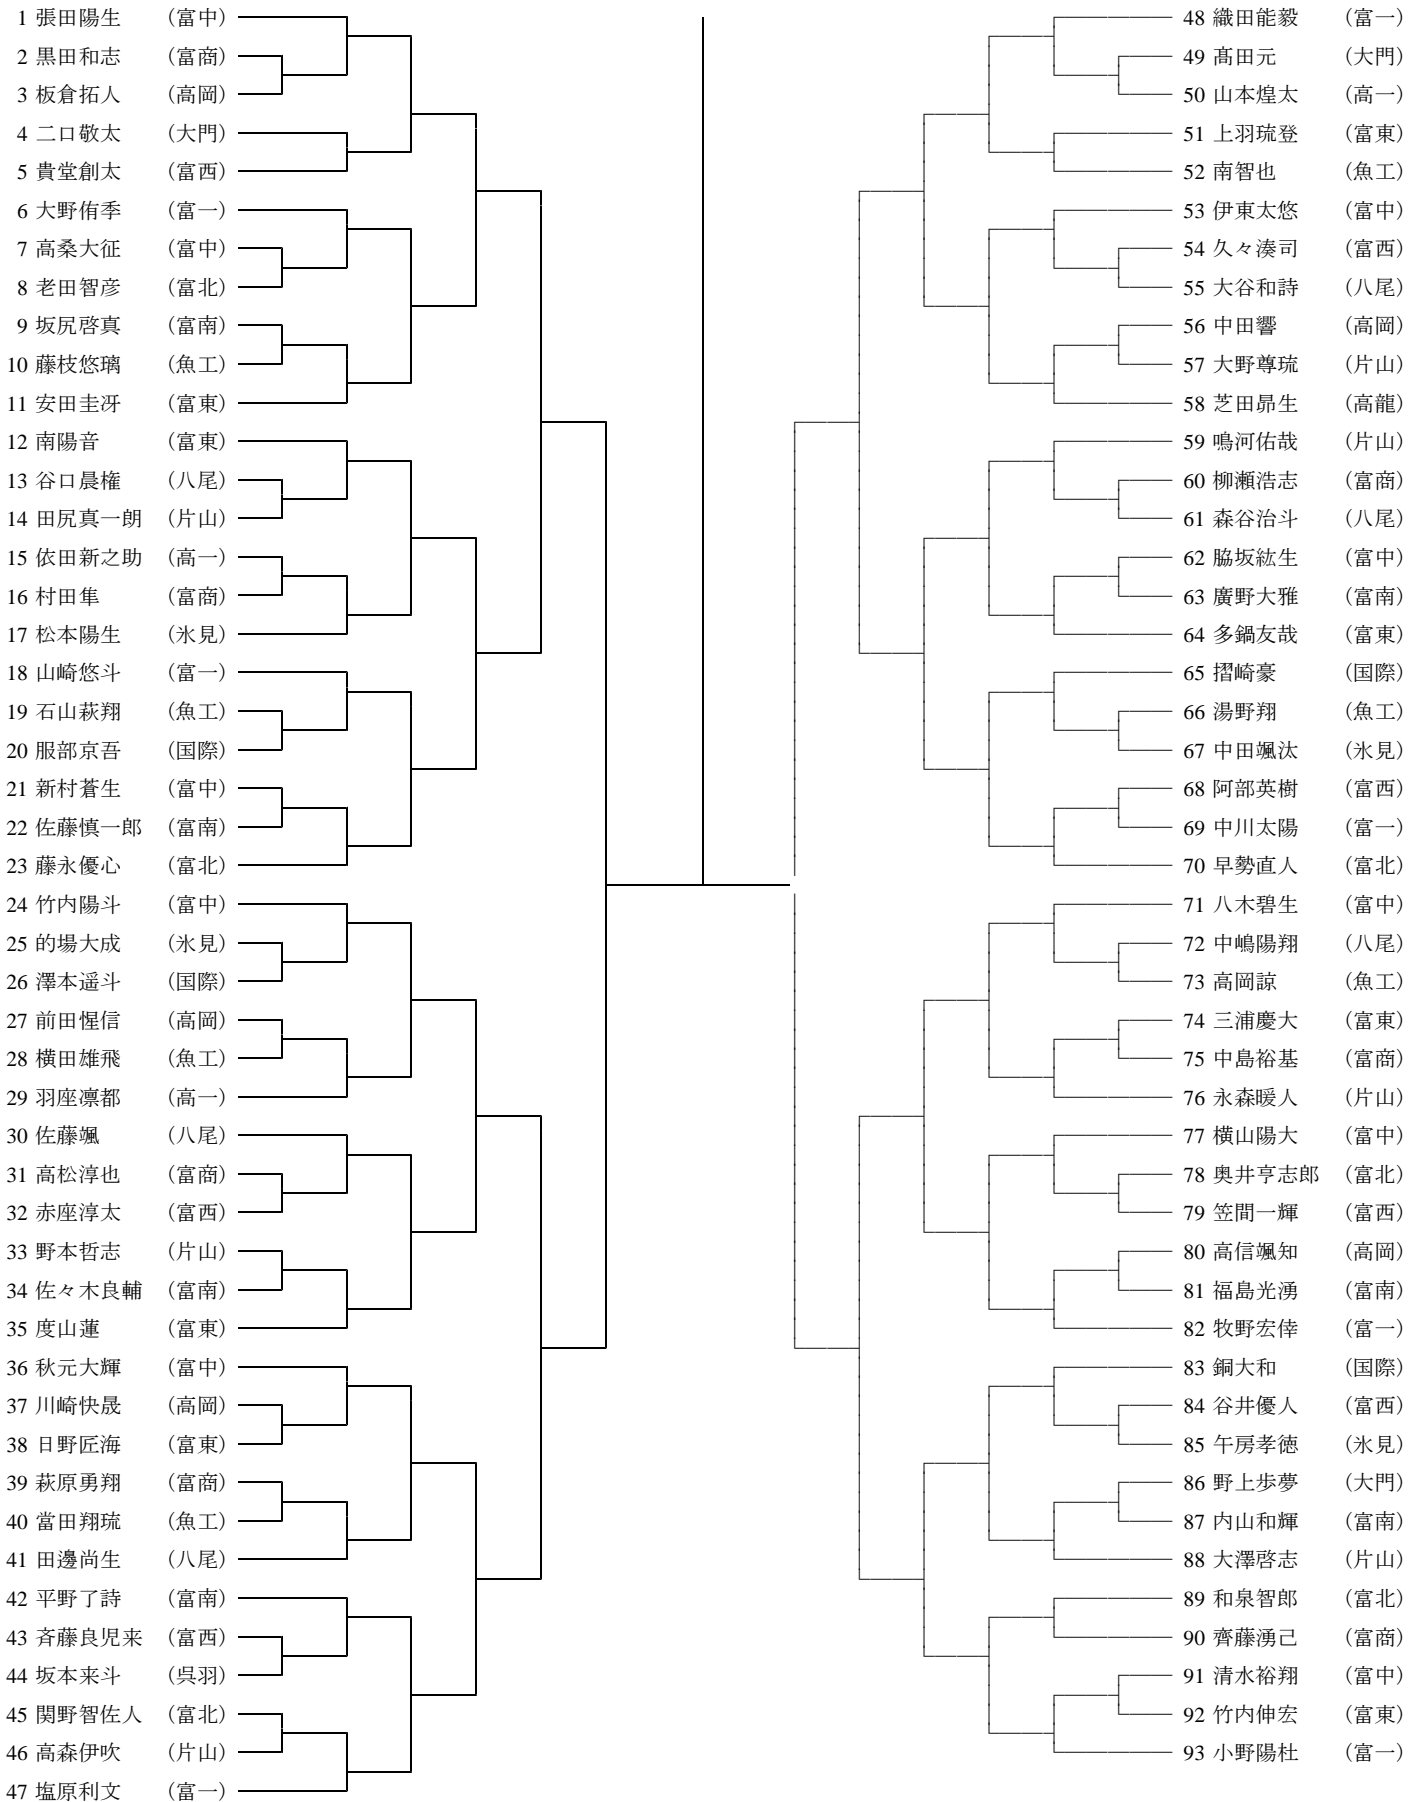 1 張田陽生 （富中）
2 黒田和志 （富商）
3 板倉拓人 （高岡）
4 二口敬太 （大門）
5 貴堂創太 （富西）
6 大野侑季 （富一）
7 高桑大征 （富中）
8 老田智彦 （富北）
9 坂尻啓真 （富南）
10 藤枝悠璃 （魚工）
11 安田圭冴 （富東）
12 南陽音 （富東）
13 谷口晨権 （八尾）
14 田尻真一朗 （片山）
15 依田新之助 （高一）
16 村田隼 （富商）
17 松本陽生 （氷見）
18 山崎悠斗 （富一）
19 石山萩翔 （魚工）
20 服部京吾 （国際）
21 新村蒼生 （富中）
22 佐藤慎一郎 （富南）
23 藤永優心 （富北）
24 竹内陽斗 （富中）
25 的場大成 （氷見）
26 澤本遥斗 （国際）
27 前田惺信 （高岡）
28 横田雄飛 （魚工）
29 羽座凛都 （高一）
30 佐藤颯 （八尾）
31 高松淳也 （富商）
32 赤座淳太 （富西）
33 野本哲志 （片山）
34 佐々木良輔 （富南）
35 度山蓮 （富東）
36 秋元大輝 （富中）
37 川崎快晟 （高岡）
38 日野匠海 （富東）
39 萩原勇翔 （富商）
40 當田翔琉 （魚工）
41 田邊尚生 （八尾）
42 平野了詩 （富南）
43 斉藤良児来 （富西）
44 坂本来斗 （呉羽）
45 関野智佐人 （富北）
46 高森伊吹 （片山）
47 塩原利文 （富一）
48 織田能毅 （富一）
49 髙田元 （大門）
50 山本煌太 （高一）
51 上羽琉登 （富東）
52 南智也 （魚工）
53 伊東太悠 （富中）
54 久々湊司 （富西）
55 大谷和詩 （八尾）
56 中田響 （高岡）
57 大野尊琉 （片山）
58 芝田昴生 （高龍）
59 鳴河佑哉 （片山）
60 柳瀬浩志 （富商）
61 森谷治斗 （八尾）
62 脇坂紘生 （富中）
63 廣野大雅 （富南）
64 多鍋友哉 （富東）
65 摺崎豪 （国際）
66 湯野翔 （魚工）
67 中田颯汰 （氷見）
68 阿部英樹 （富西）
69 中川太陽 （富一）
70 早勢直人 （富北）
71 八木碧生 （富中）
72 中嶋陽翔 （八尾）
73 高岡諒 （魚工）
74 三浦慶大 （富東）
75 中島裕基 （富商）
76 永森暖人 （片山）
77 横山陽大 （富中）
78 奥井亨志郎 （富北）
79 笠間一輝 （富西）
80 高信颯知 （高岡）
81 福島光湧 （富南）
82 牧野宏倖 （富一）
83 銅大和 （国際）
84 谷井優人 （富西）
85 午房孝徳 （氷見）
86 野上歩夢 （大門）
87 内山和輝 （富南）
88 大澤啓志 （片山）
89 和泉智郎 （富北）
90 齊藤湧己 （富商）
91 清水裕翔 （富中）
92 竹内伸宏 （富東）
93 小野陽杜 （富一）